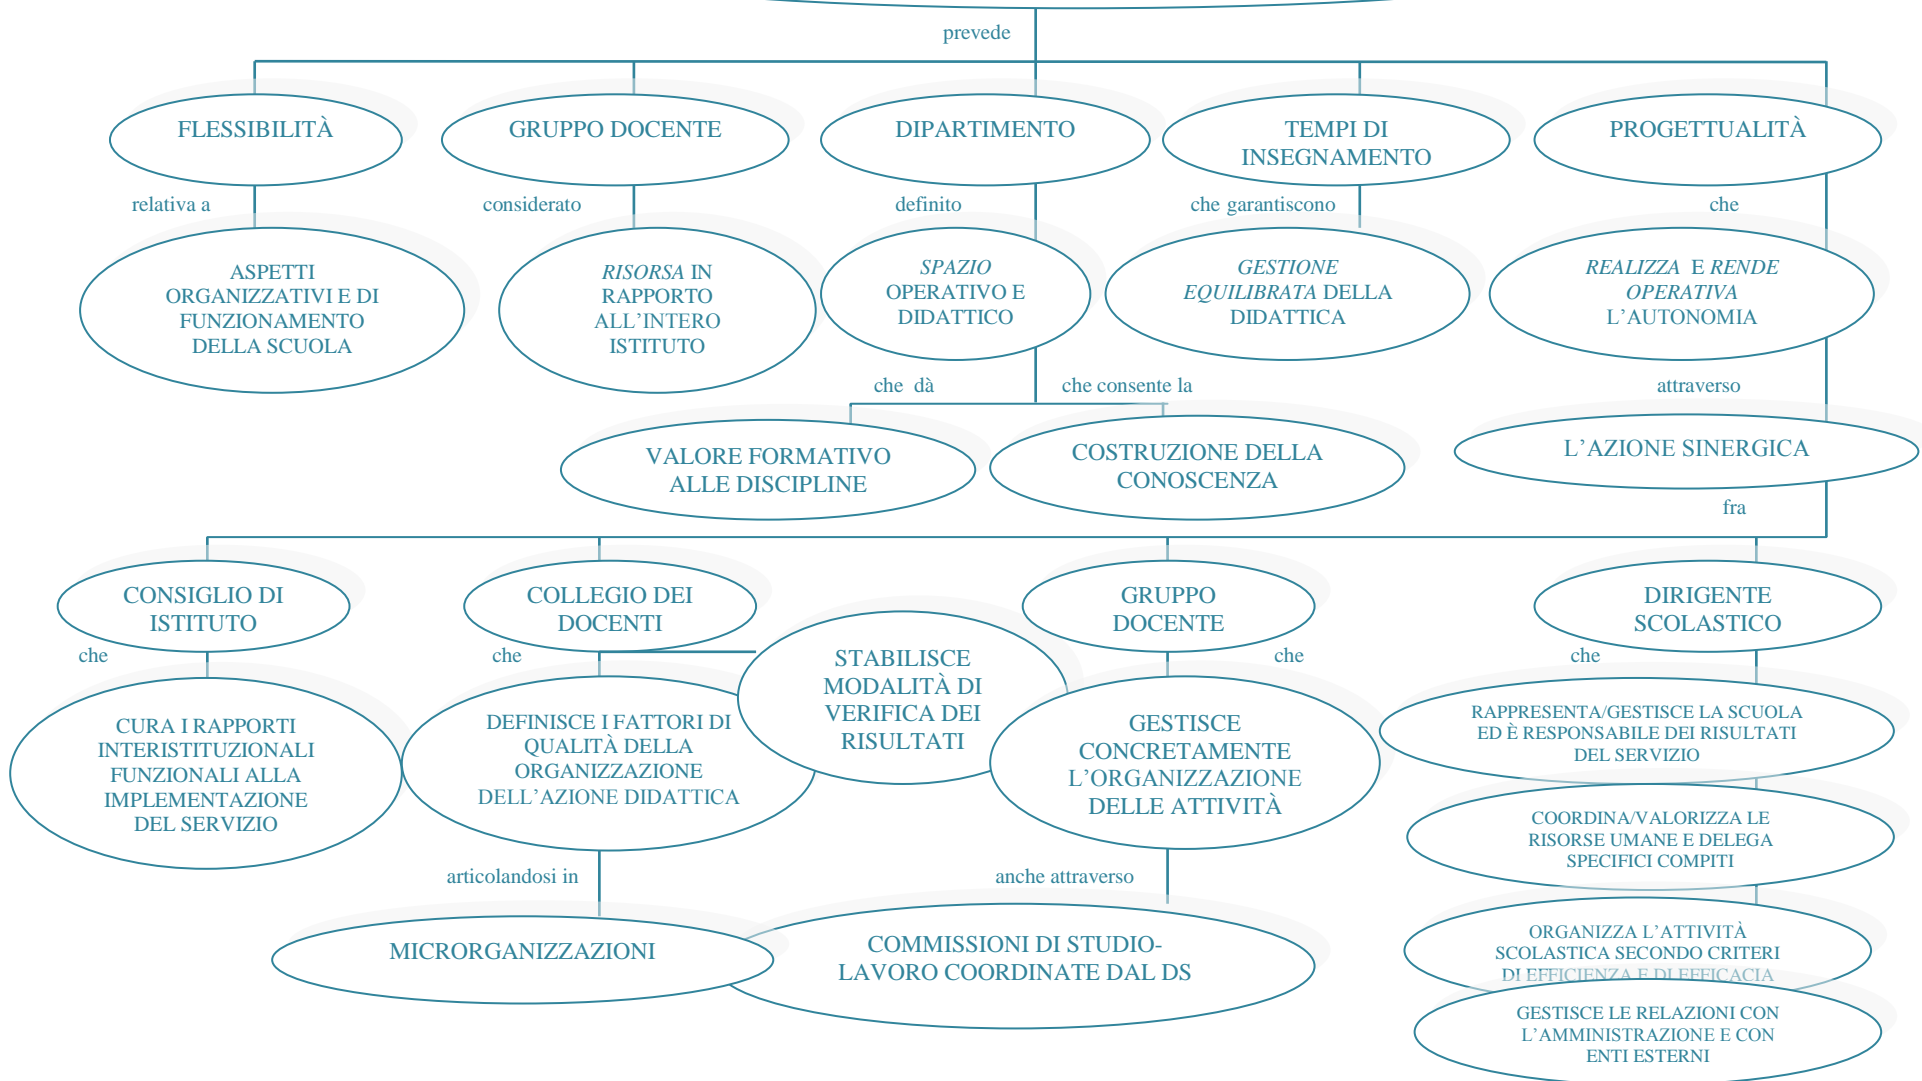 prevede
FLESSIBILITÀ
GRUPPO DOCENTE
DIPARTIMENTO
TEMPI DI
INSEGNAMENTO
PROGETTUALITÀ
relativa a
considerato
definito
che garantiscono
che
ASPETTI
ORGANIZZATIVI E DI
FUNZIONAMENTO
DELLA SCUOLA
RISORSA IN
RAPPORTO
ALL'INTERO
ISTITUTO
SPAZIO
OPERATIVO E
DIDATTICO
GESTIONE
EQUILIBRATA DELLA
DIDATTICA
REALIZZA E RENDE
OPERATIVA
L'AUTONOMIA
che dà
che consente la
attraverso
VALORE FORMATIVO
ALLE DISCIPLINE
COSTRUZIONE DELLA
CONOSCENZA
L'AZIONE SINERGICA
fra
CONSIGLIO DI
ISTITUTO
COLLEGIO DEI
DOCENTI
GRUPPO
DOCENTE
DIRIGENTE
SCOLASTICO
che
che
che
che
CURA I RAPPORTI
INTERISTITUZIONALI
FUNZIONALI ALLA
IMPLEMENTAZIONE
DEL SERVIZIO
DEFINISCE I FATTORI DI
QUALITÀ DELLA
ORGANIZZAZIONE
DELL'AZIONE DIDATTICA
STABILISCE
MODALITÀ DI
VERIFICA DEI
RISULTATI
GESTISCE
CONCRETAMENTE
L'ORGANIZZAZIONE
DELLE ATTIVITÀ
RAPPRESENTA/GESTISCE LA SCUOLA
ED È RESPONSABILE DEI RISULTATI
DEL SERVIZIO
COORDINA/VALORIZZA LE
RISORSE UMANE E DELEGA
SPECIFICI COMPITI
articolandosi in
anche attraverso
MICRORGANIZZAZIONI
COMMISSIONI DI STUDIO-
LAVORO COORDINATE DAL DS
ORGANIZZA L'ATTIVITÀ
SCOLASTICA SECONDO CRITERI
DI EFFICIENZA E DI EFFICACIA
GESTISCE LE RELAZIONI CON
L'AMMINISTRAZIONE E CON
ENTI ESTERNI